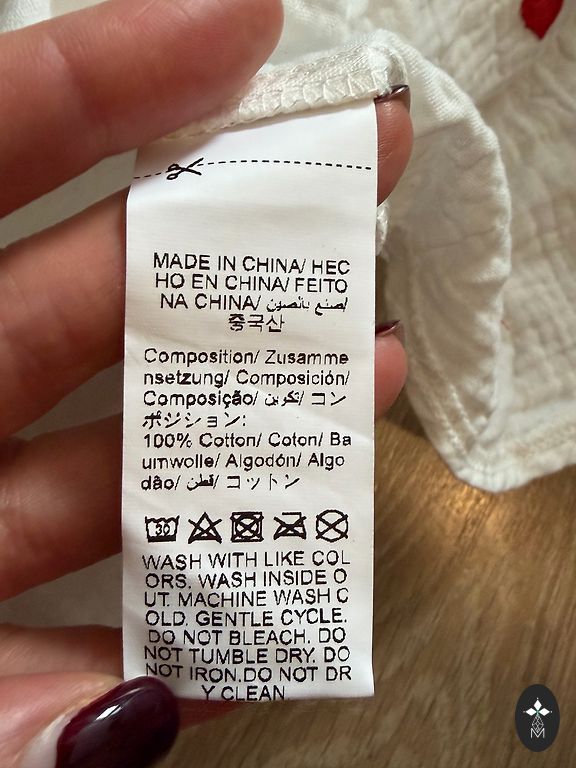 MADE IN CHINA/ HEC
HO EN CHINA/ FEITO
NA CHINA/ صنع بالصين/
중국산
Composition/ Zusamme
nsetzung/ Composición/
Composição/ تكوين/ コン
ポジション:
100% Cotton/ Coton/ Ba
umwolle/ Algodón/ Algo
dão/ قطن/ コットン
30
WASH WITH LIKE COL
ORS. WASH INSIDE O
UT. MACHINE WASH C
OLD. GENTLE CYCLE.
DO NOT BLEACH. DO
NOT TUMBLE DRY. DO
NOT IRON.DO NOT DR
Y CLEAN
M